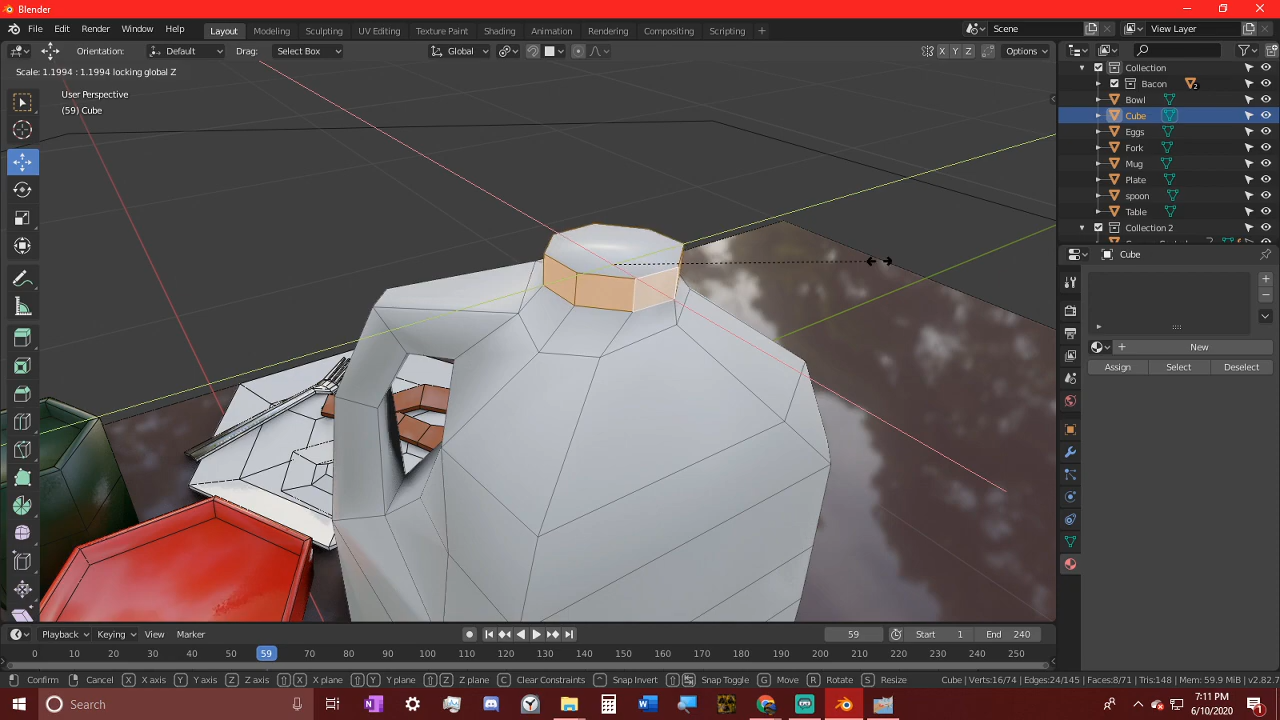 Blender
File Edit Render Window Help Layout Modeling Sculpting UV Editing Texture Paint Shading Animation Rendering Compositing Scripting + Scene View Layer
Orientation: Default Drag: Select Box Global X Y Z Options
Scale: 1.1994 : 1.1994 locking global Z
User Perspective
(59) Cube
Collection
Bacon 2
Bowl
Cube
Eggs
Fork
Mug
Plate
spoon
Table
Collection 2
Cube
New
Assign Select Deselect
Playback Keying View Marker 59 Start 1 End 240
0 10 20 30 40 50 59 70 80 90 100 110 120 130 140 150 160 170 180 190 200 210 220 230 240 250
Confirm Cancel X X axis Y Y axis Z Z axis X X plane Y Y plane Z Z plane C Clear Constraints Snap Invert Snap Toggle G Move R Rotate S Resize Cube | Verts:16/74 | Edges:24/145 | Faces:8/71 | Tris:148 | Mem: 59.9 MiB | v2.82.7
Search 7:11 PM
6/10/2020